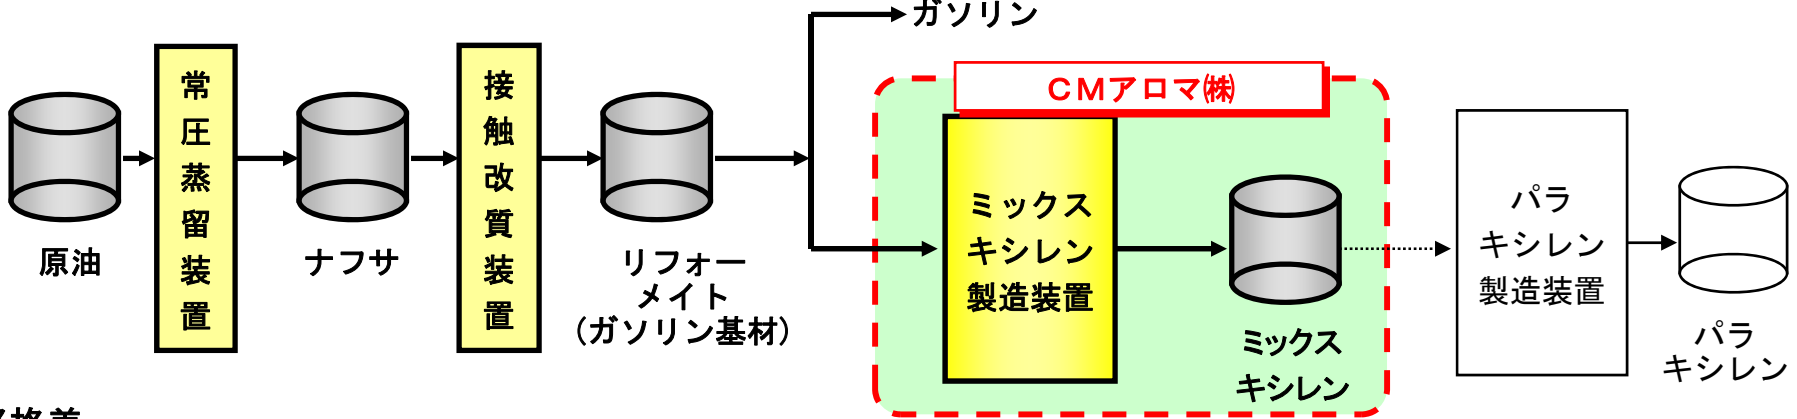 ガソリン
常圧蒸留装置
接触改質装置
CMアロマ㈱
原油
ナフサ
リフォー
メイト
（ガソリン基材）
ミックス
キシレン
製造装置
ミックス
キシレン
パラ
キシレン
製造装置
パラ
キシレン
格差